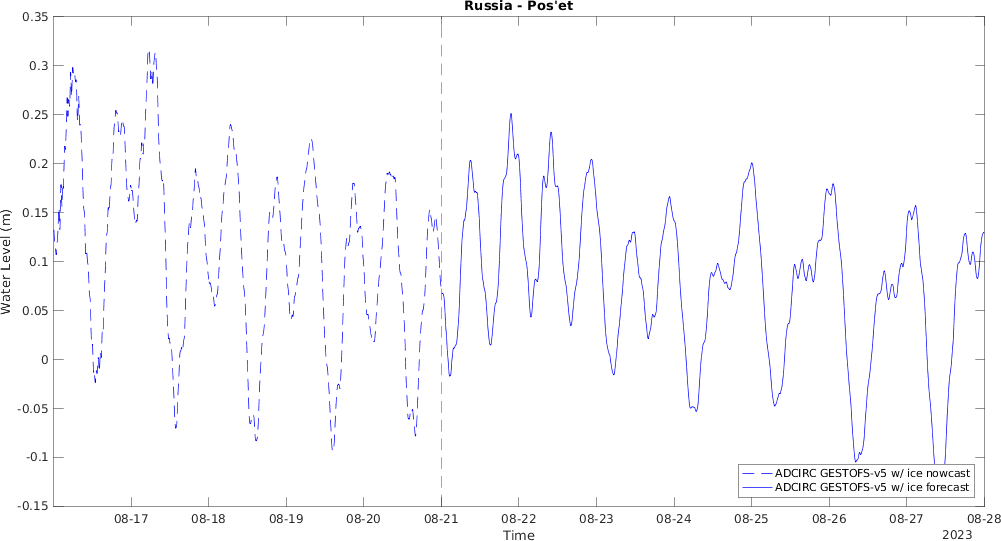 Russia - Pos'et
0.35
0.3
0.25
0.2
0.15
0.1
0.05
0
-0.05
-0.1
-0.15
Water Level (m)
ADCIRC GESTOFS-v5 w/ ice nowcast
ADCIRC GESTOFS-v5 w/ ice forecast
08-17 08-18 08-19 08-20 08-21 08-22 08-23 08-24 08-25 08-26 08-27 08-28
Time
2023